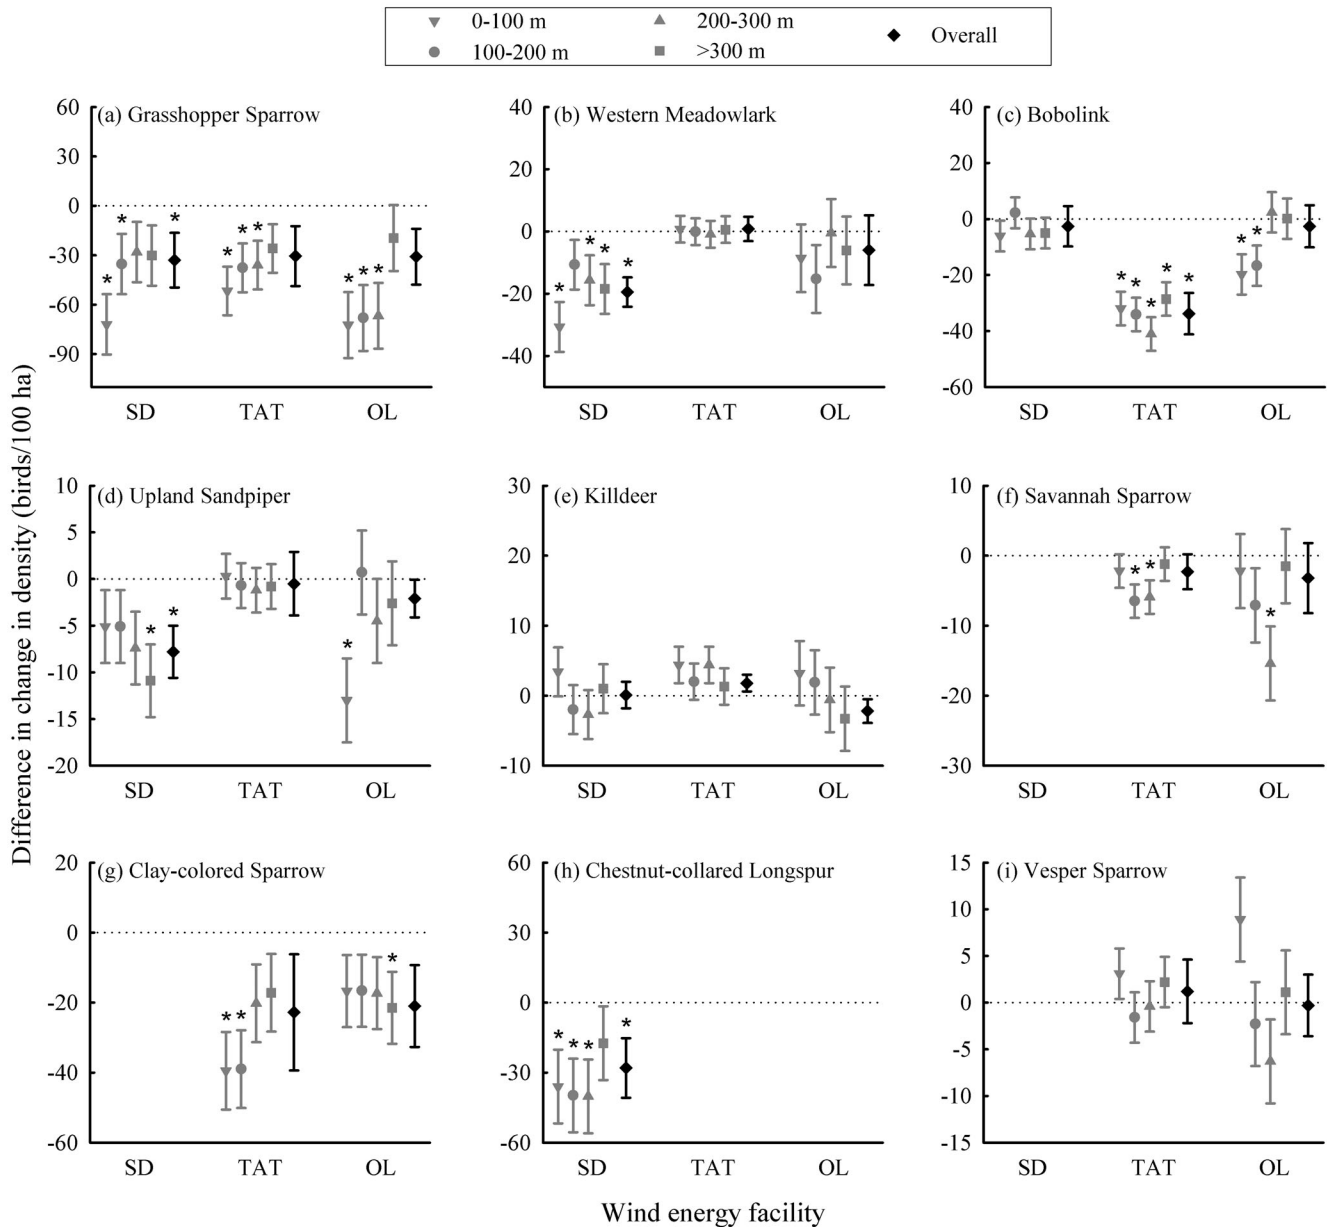 0-100 m
200-300 m
Overall
100-200 m
>300 m
Difference in change in density (birds/100 ha)
(a) Grasshopper Sparrow
60
30
0
-30
-60
-90
* * * * * * * * * *
SD TAT OL
(b) Western Meadowlark
40
20
0
-20
-40
* * * *
SD TAT OL
(c) Bobolink
40
20
0
-20
-40
-60
* * * * * * *
SD TAT OL
(d) Upland Sandpiper
10
5
0
-5
-10
-15
-20
* * *
SD TAT OL
(e) Killdeer
30
20
10
0
-10
SD TAT OL
(f) Savannah Sparrow
10
0
-10
-20
-30
* * *
SD TAT OL
(g) Clay-colored Sparrow
20
0
-20
-40
-60
* * *
SD TAT OL
(h) Chestnut-collared Longspur
60
30
0
-30
-60
* * * *
SD TAT OL
(i) Vesper Sparrow
15
10
5
0
-5
-10
-15
SD TAT OL
Wind energy facility